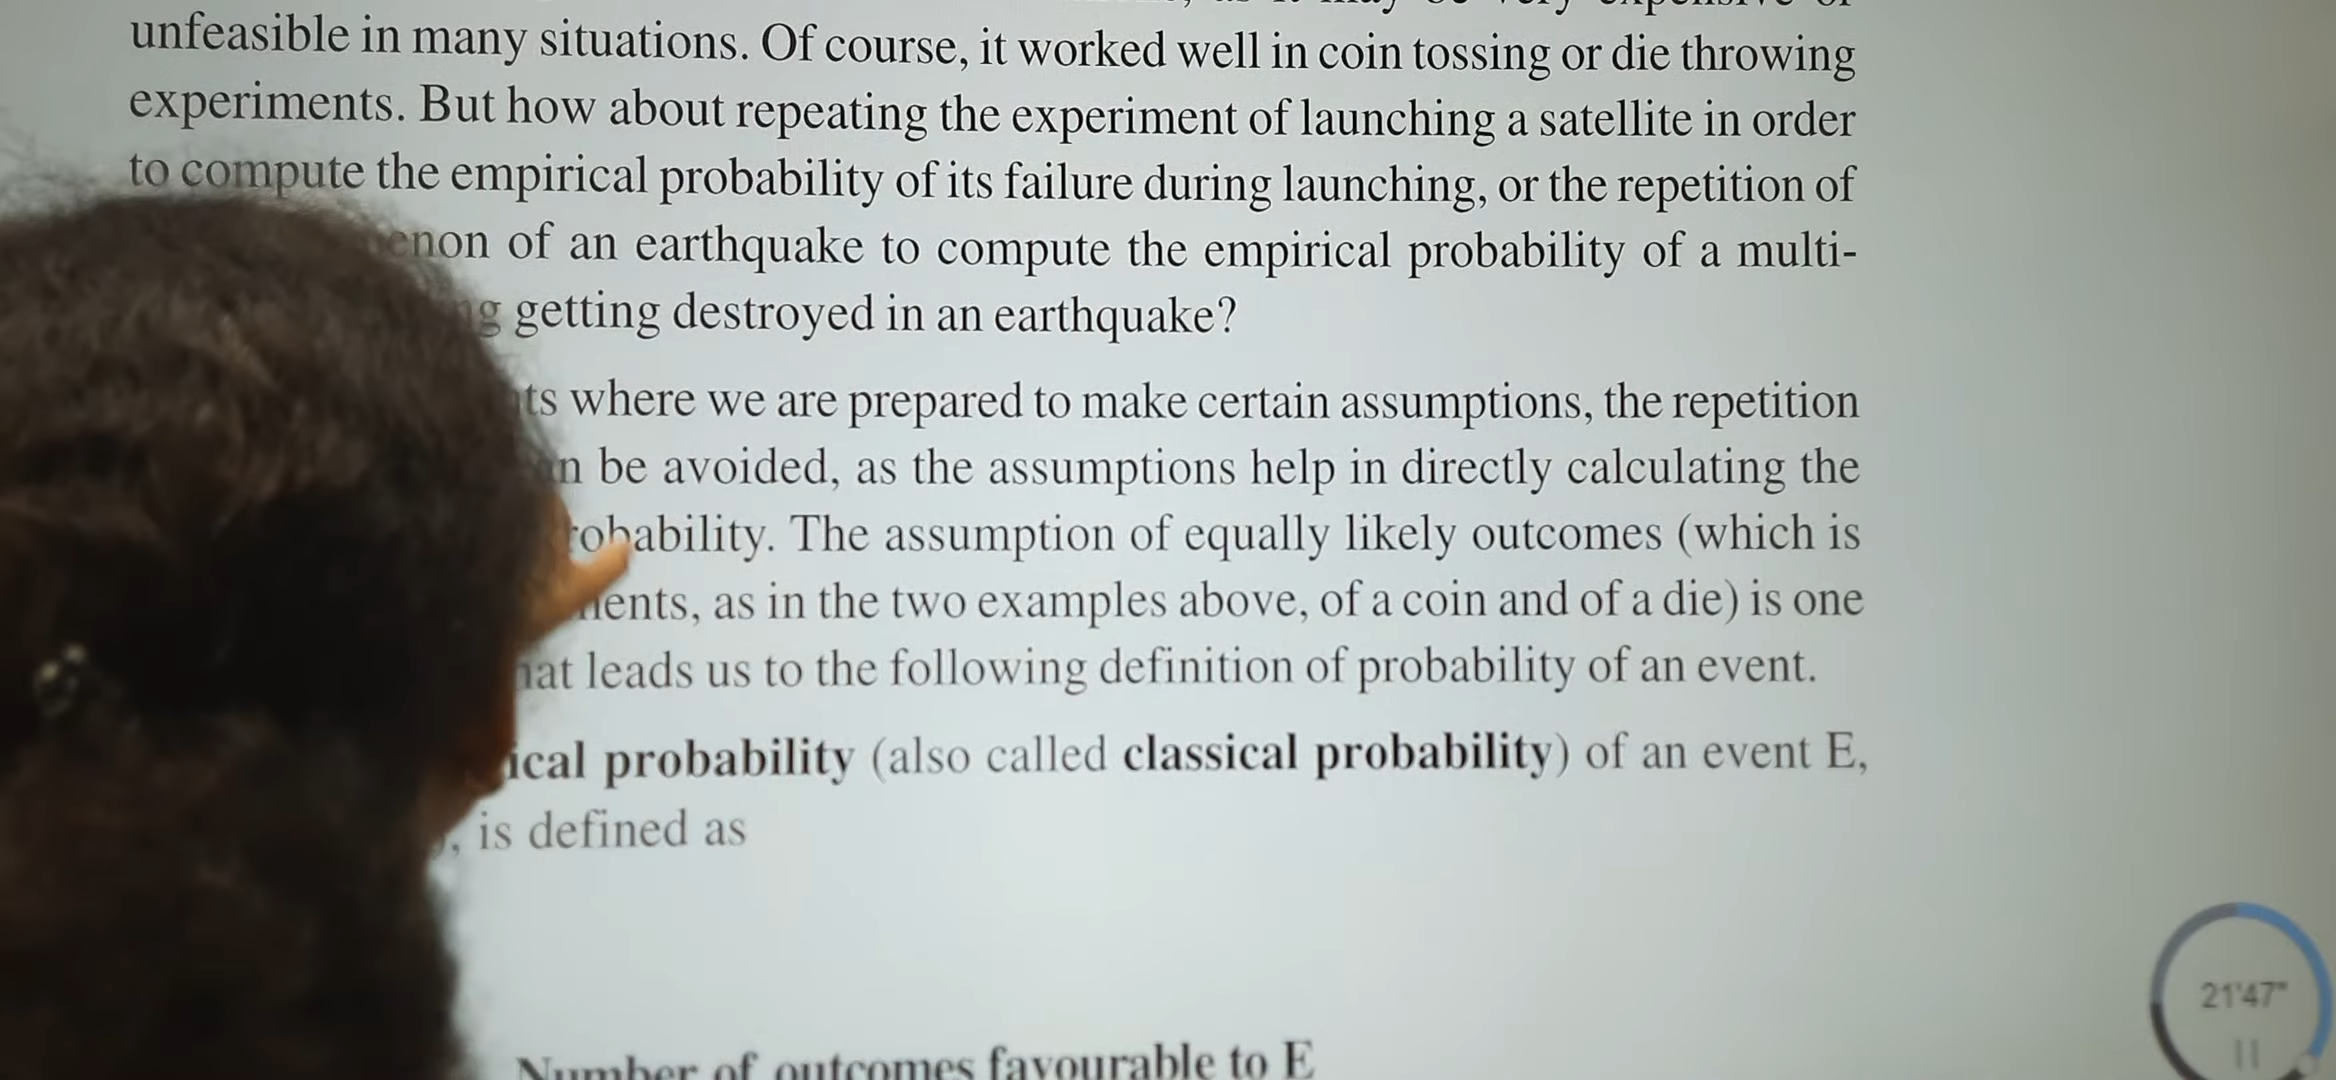 unfeasible in many situations. Of course, it worked well in coin tossing or die throwing
experiments. But how about repeating the experiment of launching a satellite in order
to compute the empirical probability of its failure during launching, or the repetition of
of an earthquake to compute the empirical probability of a multi-
getting destroyed in an earthquake?
where we are prepared to make certain assumptions, the repetition
be avoided, as the assumptions help in directly calculating the
probability. The assumption of equally likely outcomes (which is
as in the two examples above, of a coin and of a die) is one
leads us to the following definition of probability of an event.
probability (also called classical probability) of an event E,
is defined as
Number of outcomes favourable to E
21'47"